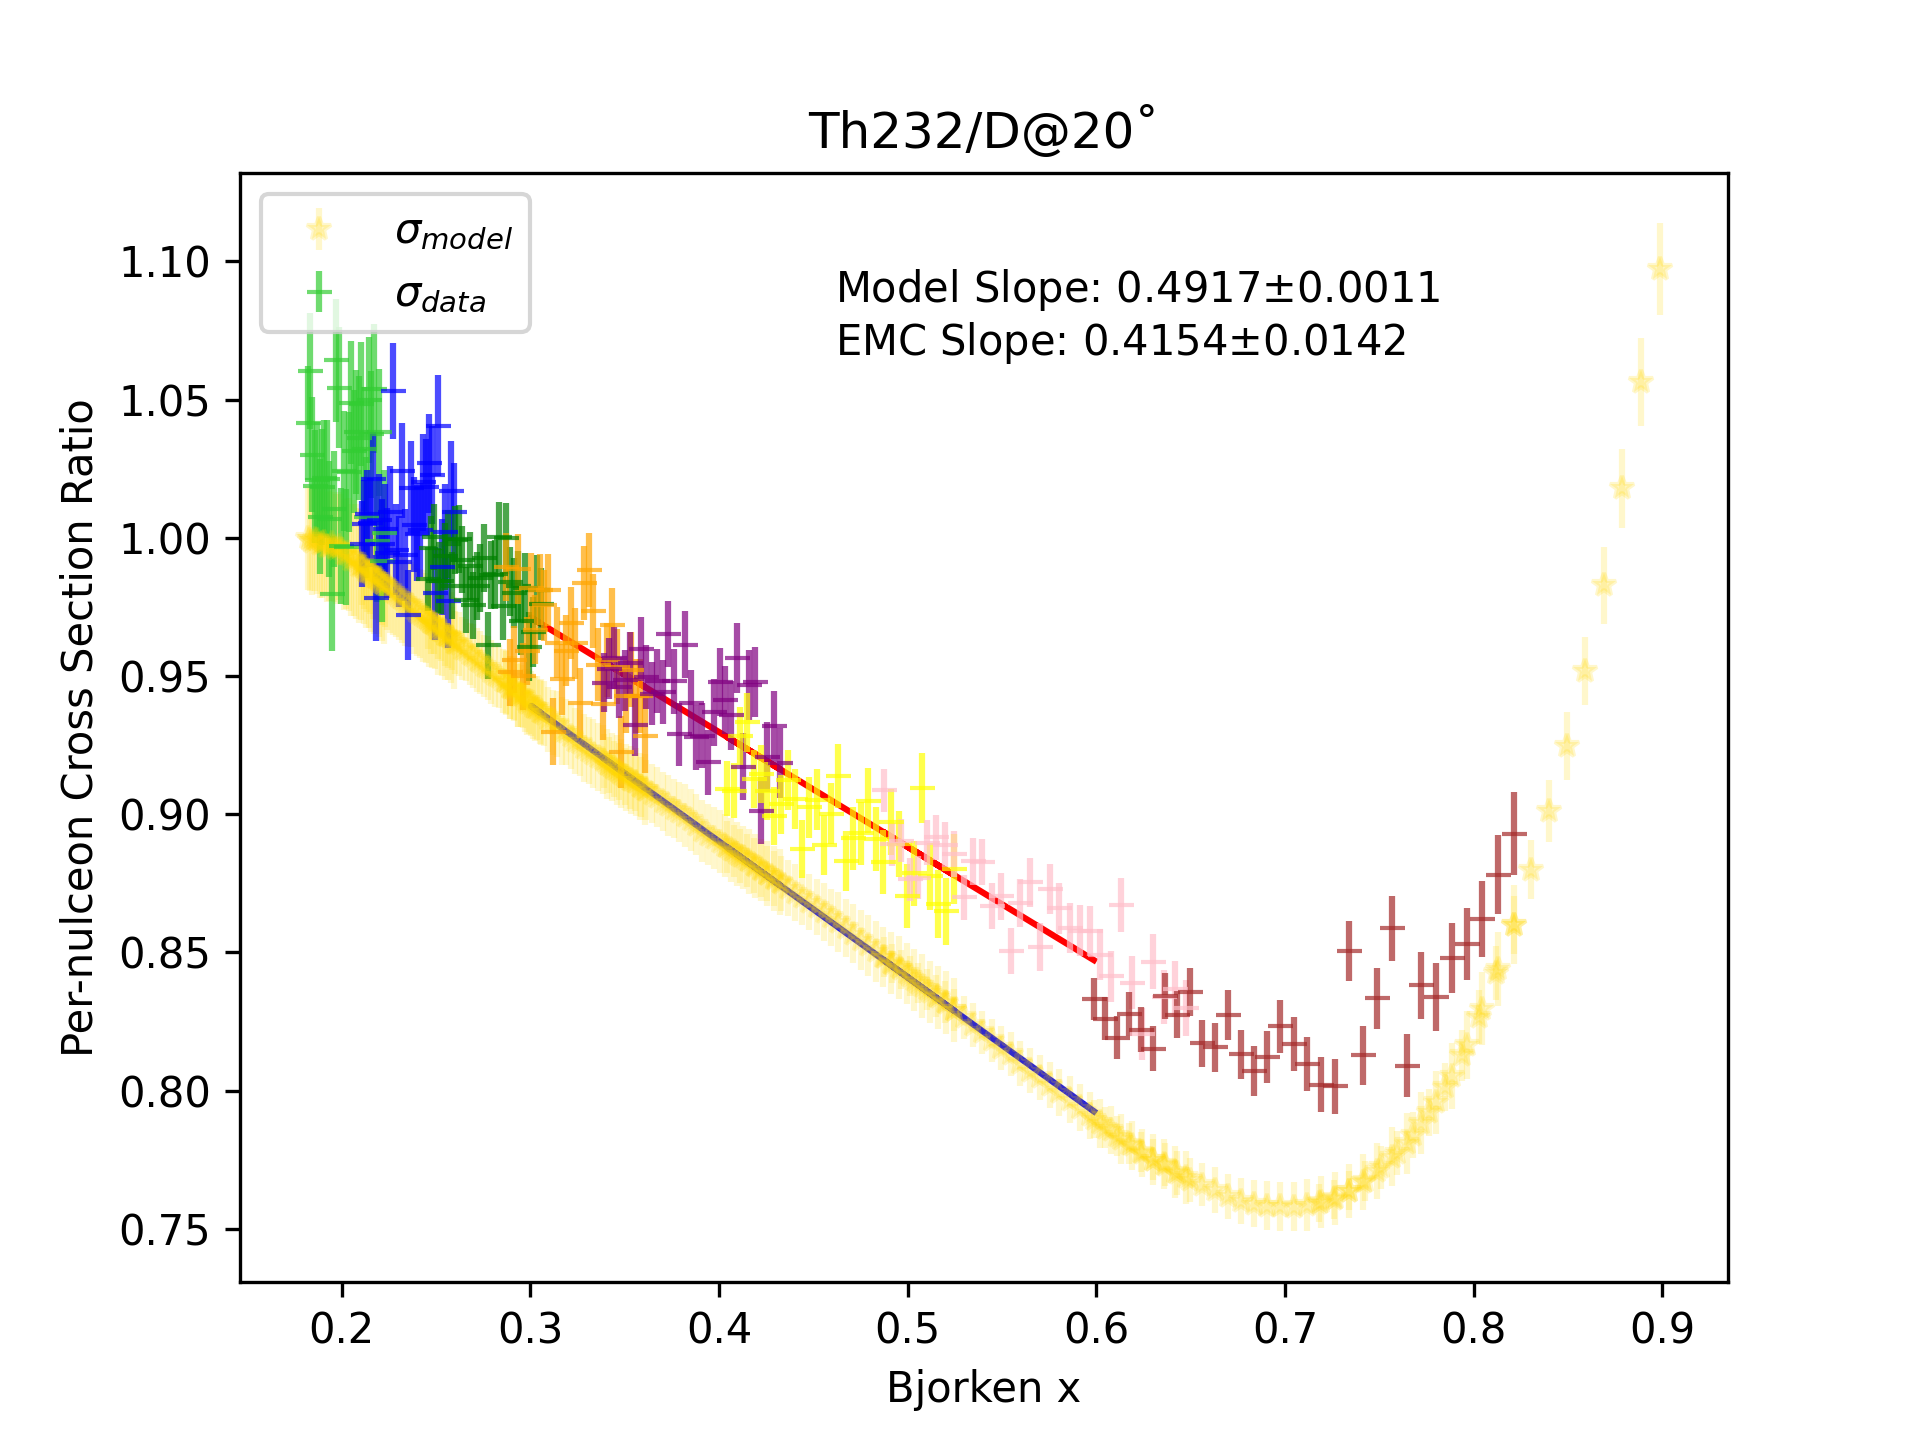 Th232/D@20˚
σmodel
σdata
Model Slope: 0.4917±0.0011
EMC Slope: 0.4154±0.0142
Per-nulceon Cross Section Ratio
1.10
1.05
1.00
0.95
0.90
0.85
0.80
0.75
0.2 0.3 0.4 0.5 0.6 0.7 0.8 0.9
Bjorken x